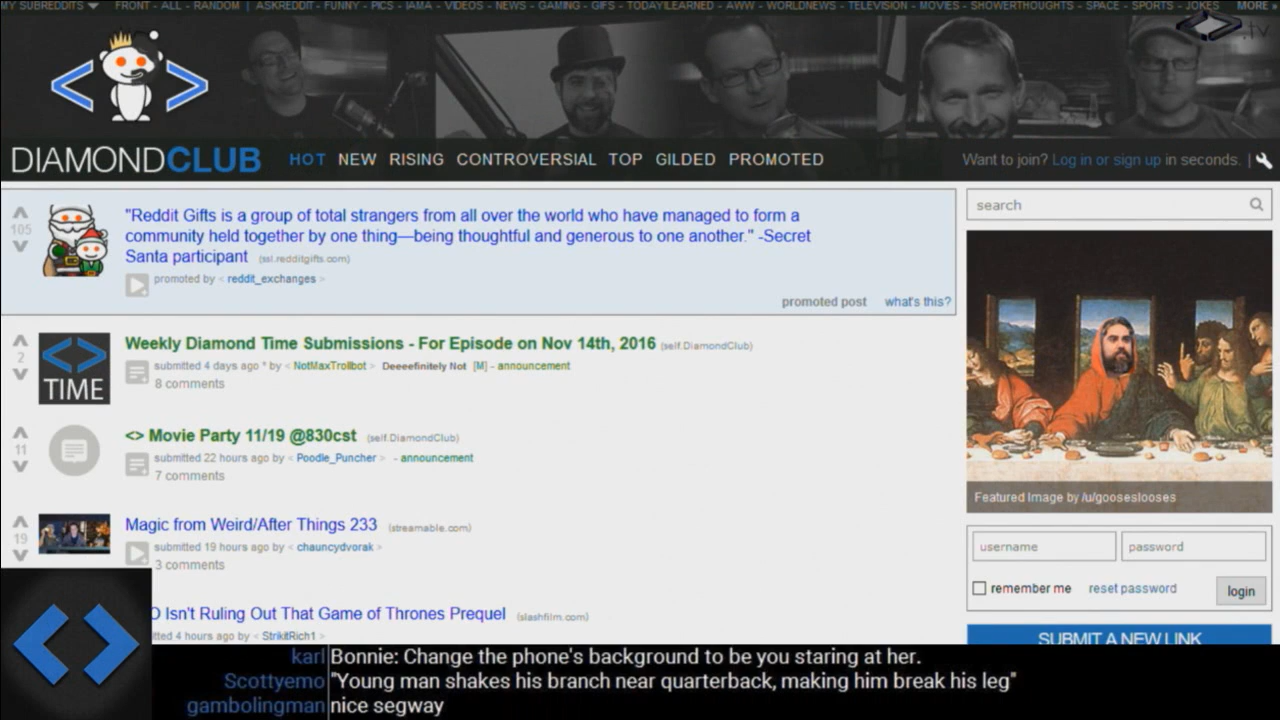 MY SUBREDDITS FRONT - ALL - RANDOM | ASKREDDIT - FUNNY - PICS - IAMA - VIDEOS - NEWS - GAMING - GIFS - TODAYILEARNED - AWW - WORLDNEWS - TELEVISION - MOVIES - SHOWERTHOUGHTS - SPACE - SPORTS - JOKES MORE »
.tv
DIAMONDCLUB HOT NEW RISING CONTROVERSIAL TOP GILDED PROMOTED Want to join? Log in or sign up in seconds. |
105
"Reddit Gifts is a group of total strangers from all over the world who have managed to form a
community held together by one thing—being thoughtful and generous to one another." -Secret
Santa participant (ssl.redditgifts.com)
promoted by < reddit_exchanges >
promoted post what's this?
search
Featured Image by /u/gooseslooses
2
<> TIME
Weekly Diamond Time Submissions - For Episode on Nov 14th, 2016 (self.DiamondClub)
submitted 4 days ago * by < NotMaxTrollbot > Deeeefinitely Not [M] - announcement
8 comments
11
<> Movie Party 11/19 @830cst (self.DiamondClub)
submitted 22 hours ago by < Poodle_Puncher > - announcement
7 comments
19
Magic from Weird/After Things 233 (streamable.com)
submitted 19 hours ago by < chauncydvorak >
3 comments
username password
remember me reset password login
O Isn't Ruling Out That Game of Thrones Prequel (slashfilm.com)
itted 4 hours ago by < StrikitRich1 >
SUBMIT A NEW LINK
karl Bonnie: Change the phone's background to be you staring at her.
Scottyemo "Young man shakes his branch near quarterback, making him break his leg"
gambolingman nice segway